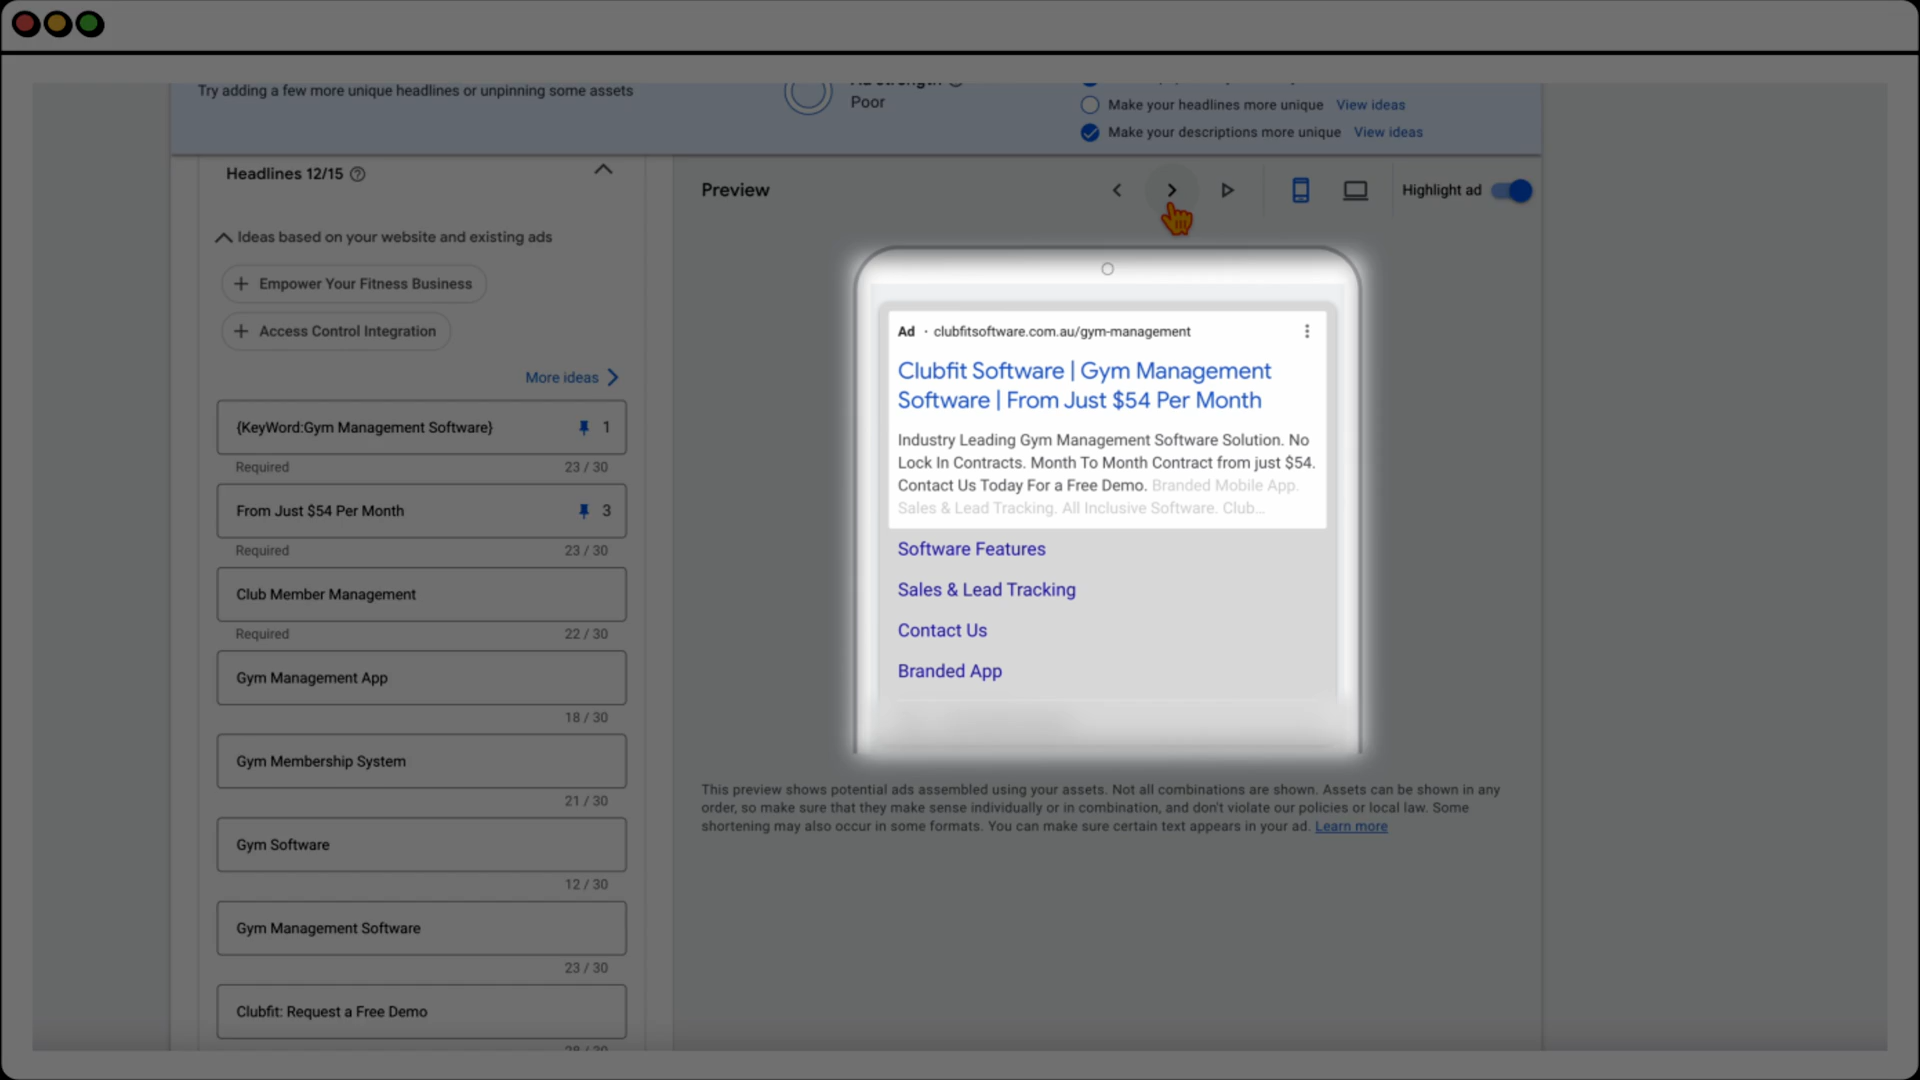 Try adding a few more unique headlines or unpinning some assets
Poor
Make your headlines more unique View ideas
Make your descriptions more unique View ideas
Headlines 12/15
Ideas based on your website and existing ads
Empower Your Fitness Business
Access Control Integration
More ideas
{KeyWord:Gym Management Software} 1
Required 23 / 30
From Just $54 Per Month 3
Required 23 / 30
Club Member Management
Required 22 / 30
Gym Management App
18 / 30
Gym Membership System
21 / 30
Gym Software
12 / 30
Gym Management Software
23 / 30
Clubfit: Request a Free Demo
Preview
Highlight ad
Ad · clubfitsoftware.com.au/gym-management
Clubfit Software | Gym Management
Software | From Just $54 Per Month
Industry Leading Gym Management Software Solution. No
Lock In Contracts. Month To Month Contract from just $54.
Contact Us Today For a Free Demo. Branded Mobile App.
Sales & Lead Tracking. All Inclusive Software. Club...
Software Features
Sales & Lead Tracking
Contact Us
Branded App
This preview shows potential ads assembled using your assets. Not all combinations are shown. Assets can be shown in any
order, so make sure that they make sense individually or in combination, and don't violate our policies or local law. Some
shortening may also occur in some formats. You can make sure certain text appears in your ad. Learn more